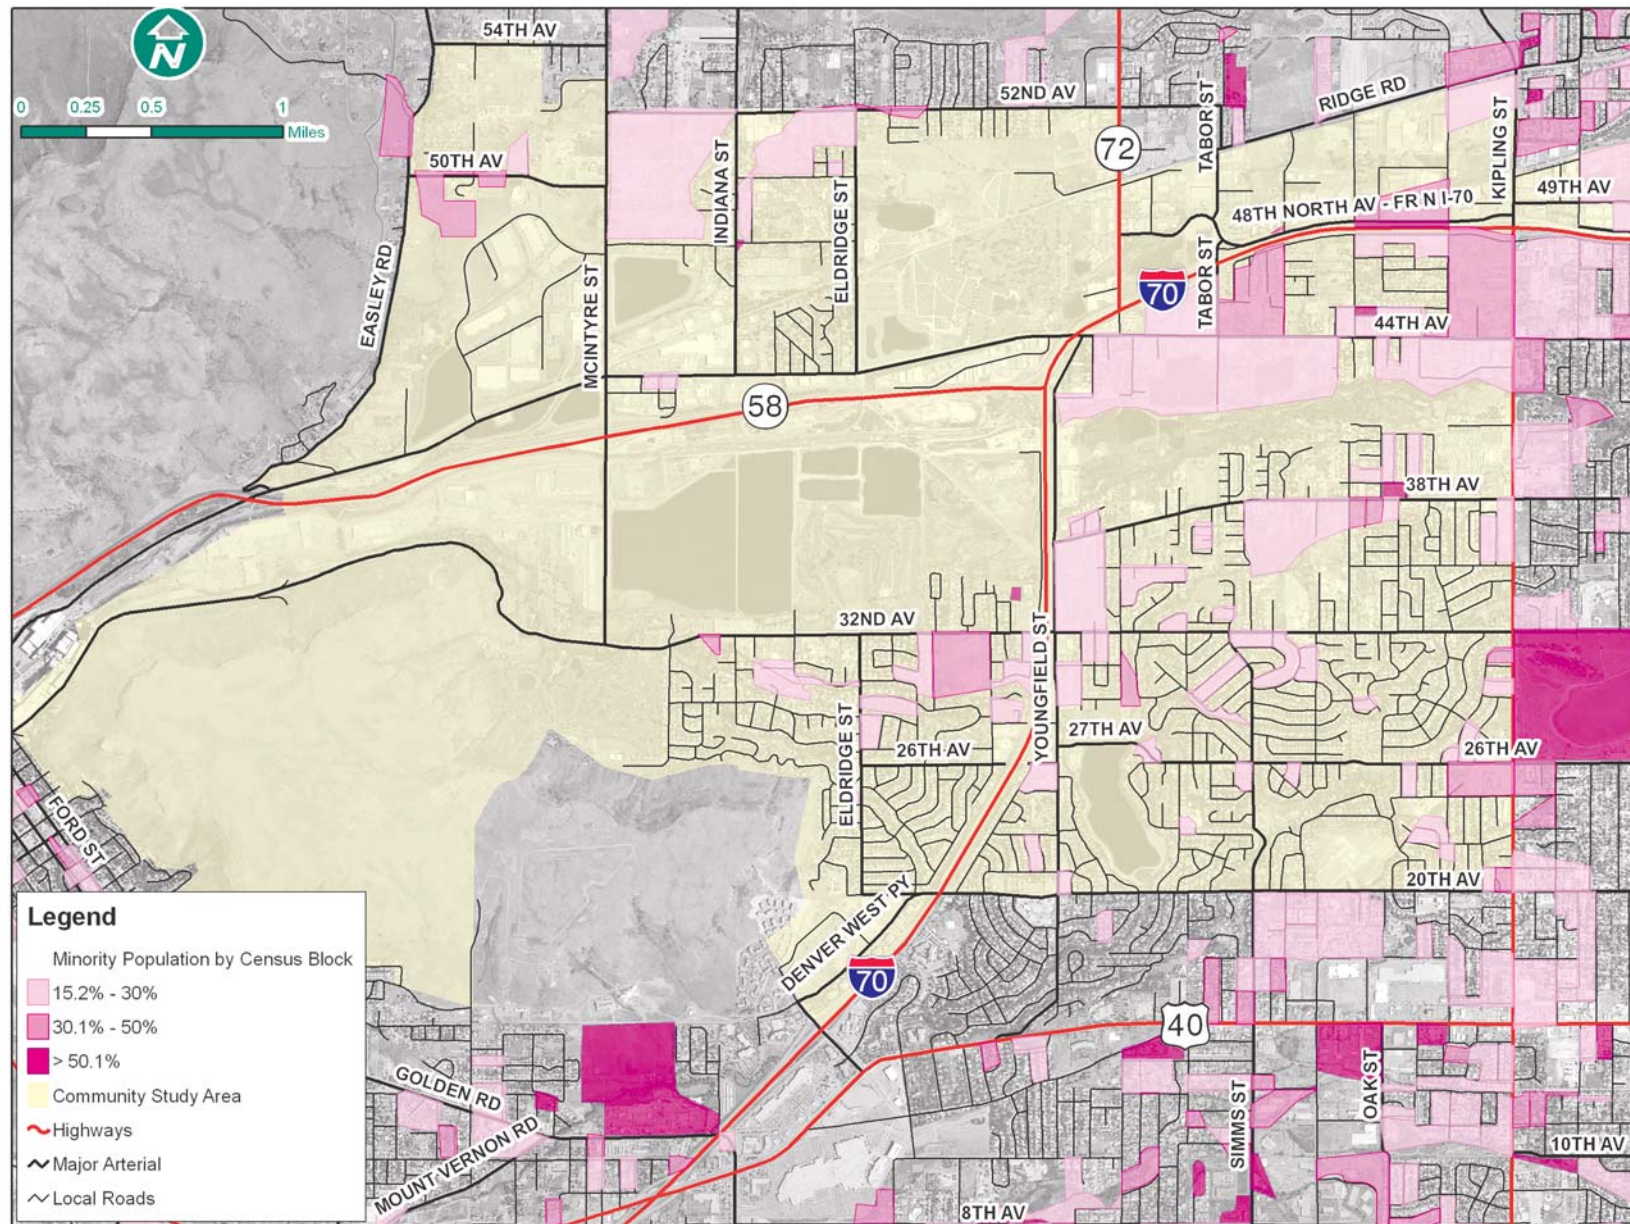 54TH AV
N
0 0.25 0.5 1
Miles
52ND AV
RIDGE RD
TABOR ST
KIPLING ST
72
50TH AV
INDIANA ST
ELDRIDGE ST
49TH AV
48TH NORTH AV - FR N I-70
EASLEY RD
MCINTYRE ST
TABOR ST
70
44TH AV
58
38TH AV
32ND AV
YOUNGFIELD ST
ELDRIDGE ST
27TH AV
26TH AV
26TH AV
FORD ST
20TH AV
DENVER WEST PY
70
40
Legend
Minority Population by Census Block
15.2% - 30%
30.1% - 50%
> 50.1%
Community Study Area
Highways
Major Arterial
Local Roads
GOLDEN RD
MOUNT VERNON RD
SIMMS ST
OAK ST
10TH AV
8TH AV